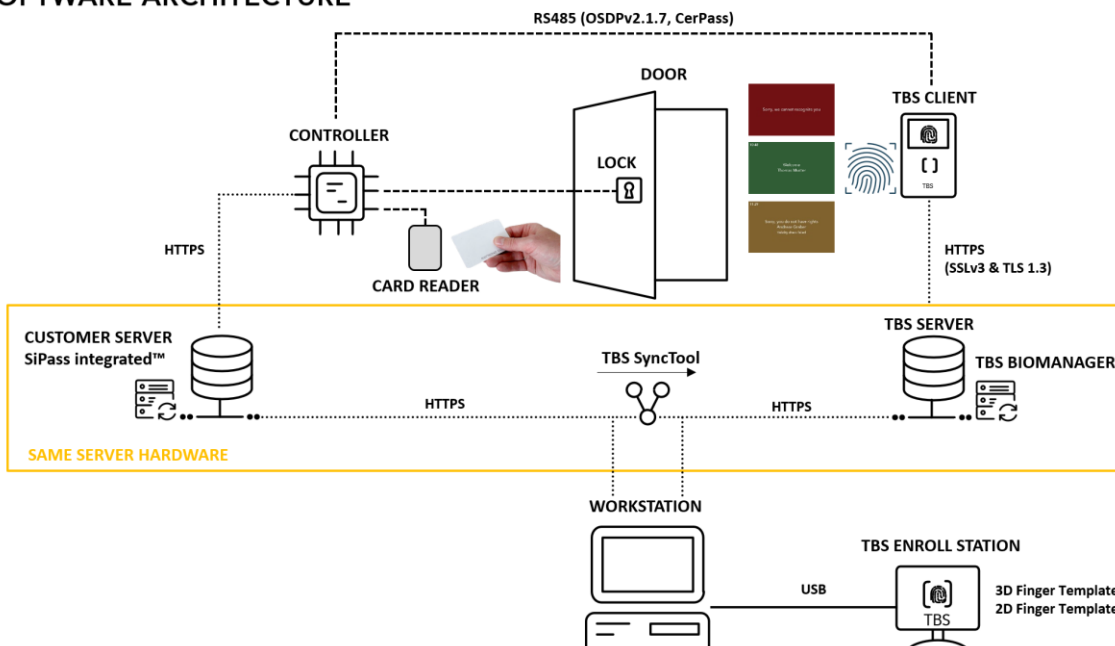 RS485 (OSDPv2.1.7, CerPass)
DOOR
TBS CLIENT
CONTROLLER
LOCK
TBS
HTTPS
HTTPS
(SSLv3 & TLS 1.3)
CARD READER
CUSTOMER SERVER
SiPass integrated™
TBS SERVER
TBS SyncTool
TBS BIOMANAGER
HTTPS
HTTPS
SAME SERVER HARDWARE
WORKSTATION
TBS ENROLL STATION
USB
3D Finger Template
2D Finger Template
TBS